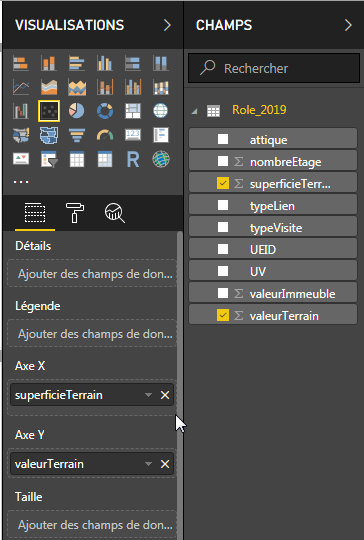 VISUALISATIONS
R
...
Détails
Ajouter des champs de don...
Légende
Ajouter des champs de don...
Axe X
superficieTerrain
Axe Y
valeurTerrain
Taille
Ajouter des champs de don...
CHAMPS
Rechercher
Role_2019
attique
Σ nombreEtage
Σ superficieTerr...
typeLien
typeVisite
UEID
UV
Σ valeurImmeuble
Σ valeurTerrain